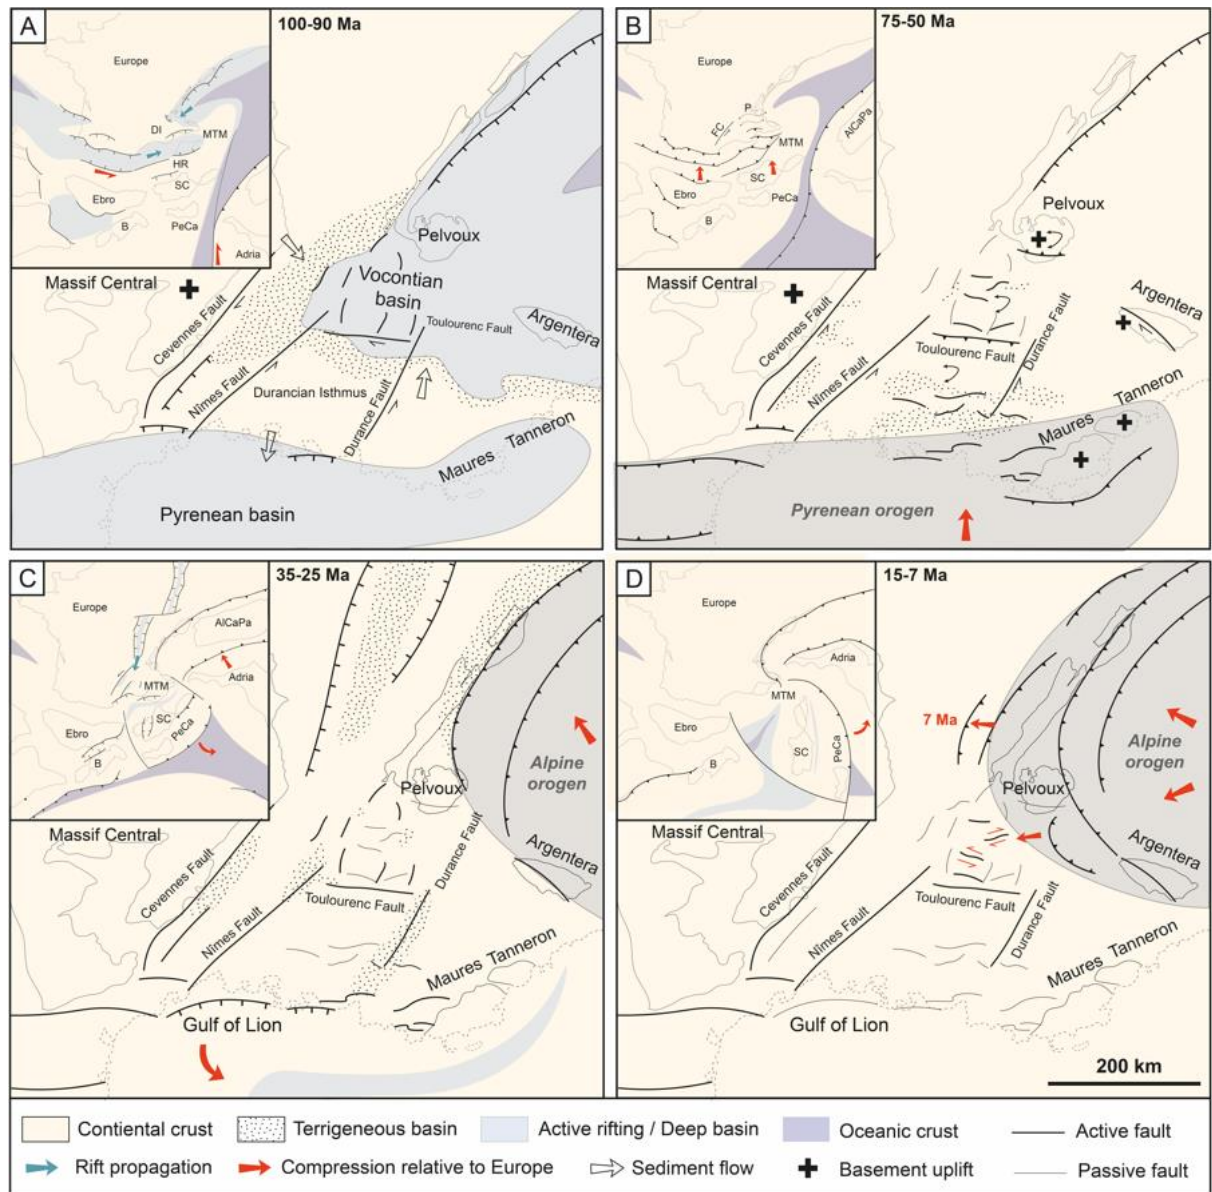 A
100-90 Ma
Europe
DI
MTM
HR
SC
Ebro
B
PeCa
Adria
Massif Central
Cevennes Fault
Pelvoux
Vocontian
basin
Toulourenc Fault
Argentera
Nîmes Fault
Durancian Isthmus
Durance Fault
Maures Tanneron
Pyrenean basin
B
75-50 Ma
Europe
P
FC
MTM
AlCaPa
SC
Ebro
B
PeCa
Massif Central
Cevennes Fault
Pelvoux
Argentera
Toulourenc Fault
Durance Fault
Nîmes Fault
Maures Tanneron
Pyrenean orogen
C
35-25 Ma
Europe
AlCaPa
MTM
Adria
SC
Ebro
PeCa
B
Alpine
orogen
Pelvoux
Massif Central
Cevennes Fault
Durance Fault
Argentera
Toulourenc Fault
Nîmes Fault
Maures Tanneron
Gulf of Lion
D
15-7 Ma
Europe
Adria
MTM
Ebro
SC
PeCa
B
7 Ma
Alpine
orogen
Pelvoux
Massif Central
Cevennes Fault
Argentera
Toulourenc Fault
Durance Fault
Nîmes Fault
Maures Tanneron
Gulf of Lion
200 km
Contiental crust
Terrigeneous basin
Active rifting / Deep basin
Oceanic crust
Active fault
Rift propagation
Compression relative to Europe
Sediment flow
Basement uplift
Passive fault